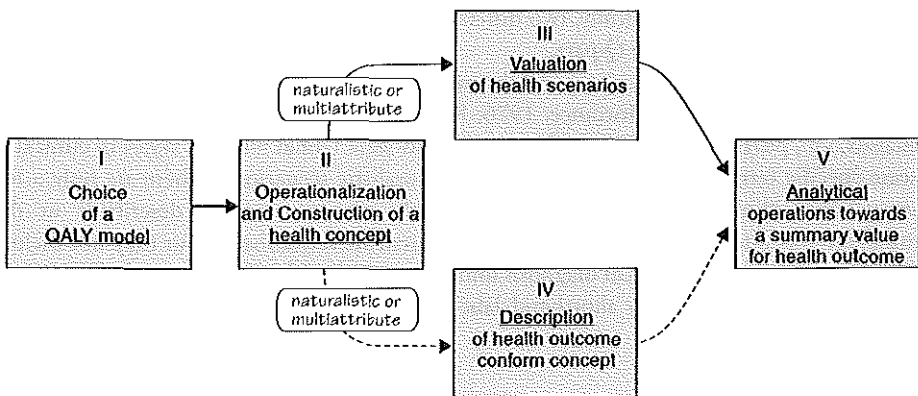 I
Choice
of a
QALY model
II
Operationalization
and Construction of a
health concept
naturalistic or
multiattribute
III
Valuation
of health scenarios
naturalistic or
multiattribute
IV
Description
of health outcome
conform concept
V
Analytical
operations towards
a summary value
for health outcome